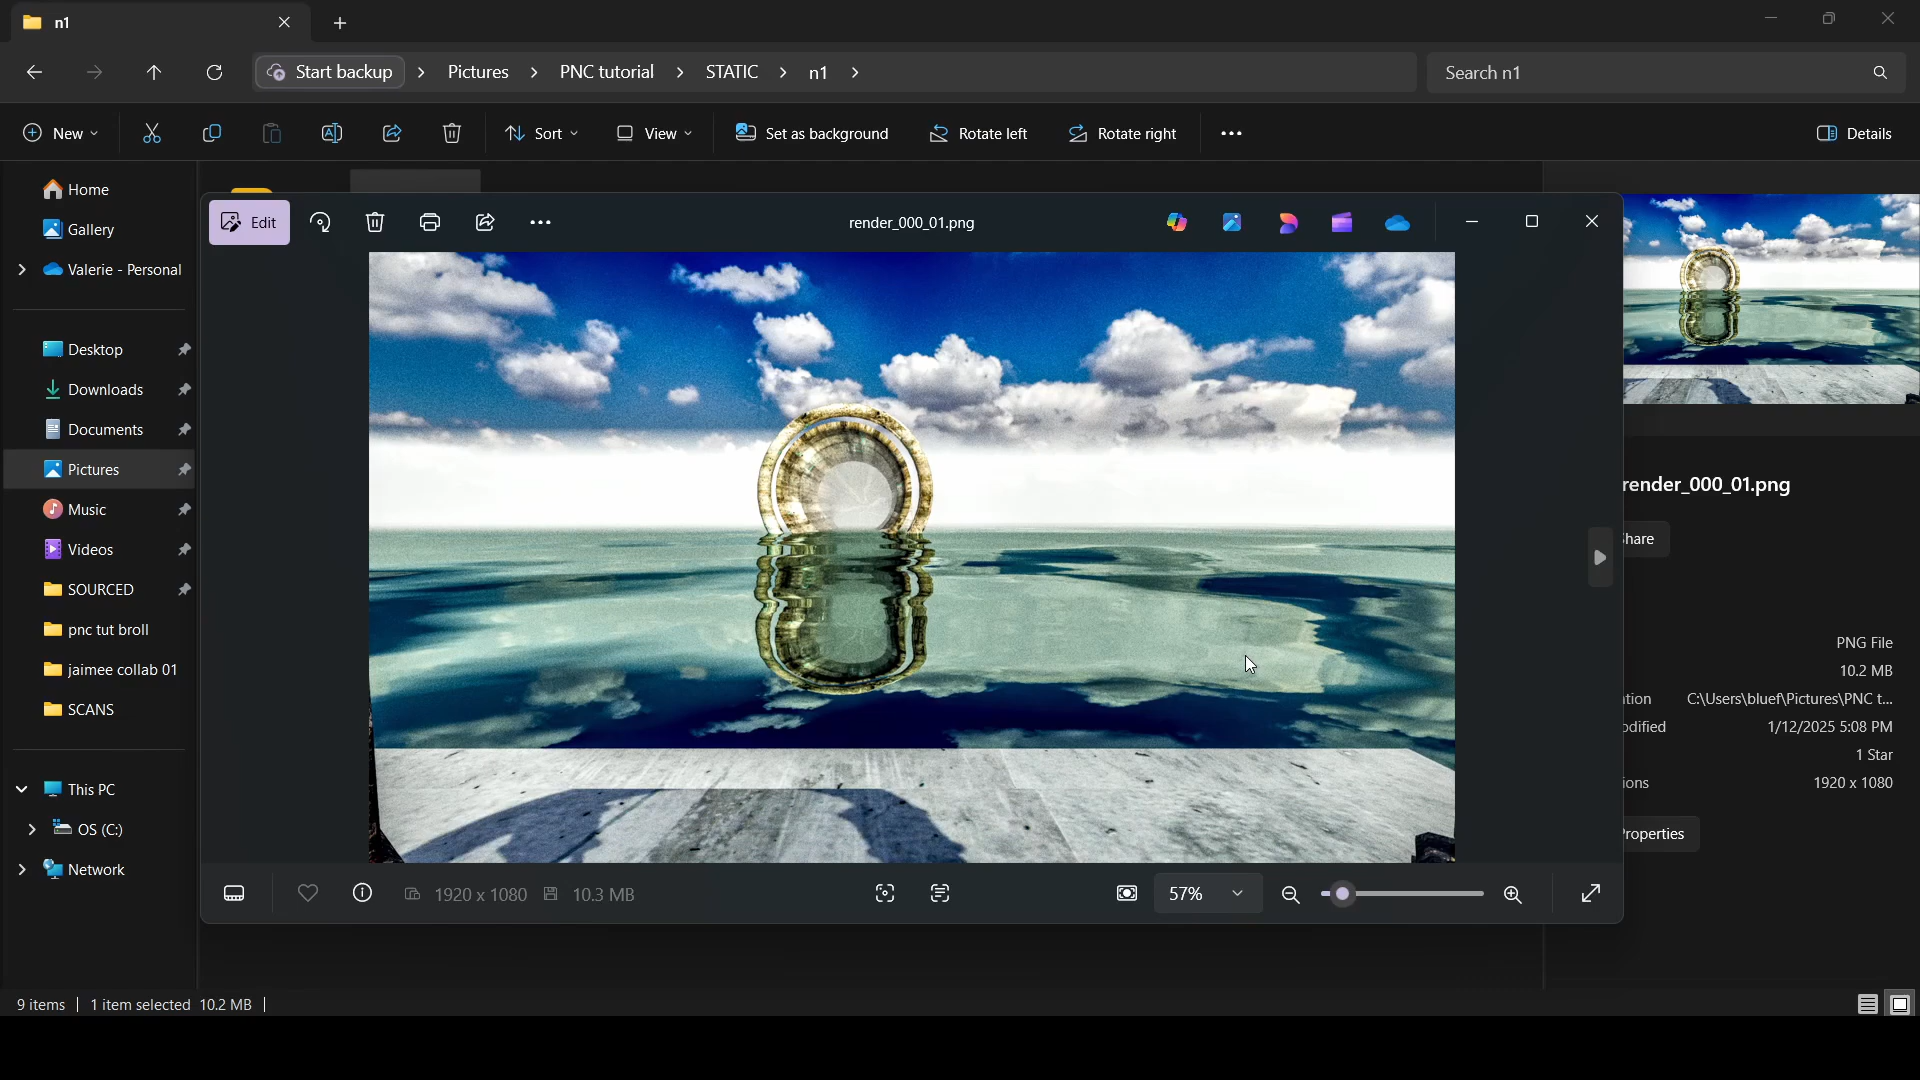 n1
Start backup > Pictures > PNC tutorial > STATIC > n1 >
Search n1
New
Sort
View
Set as background
Rotate left
Rotate right
Details
Home
Gallery
Valerie - Personal
Desktop
Downloads
Documents
Pictures
Music
Videos
SOURCED
pnc tut broll
jaimee collab 01
SCANS
This PC
OS (C:)
Network
Edit
render_000_01.png
1920 x 1080
10.3 MB
57%
render_000_01.png
hare
PNG File
10.2 MB
tion C:\Users\bluef\Pictures\PNC t...
odified 1/12/2025 5:08 PM
1 Star
ions 1920 x 1080
roperties
9 items
1 item selected 10.2 MB